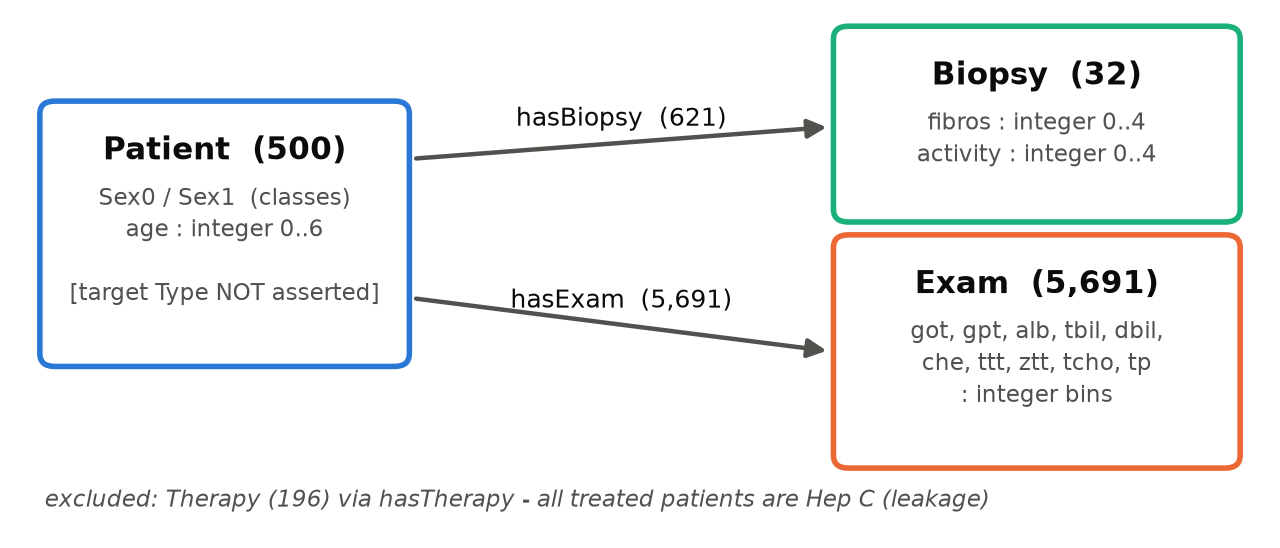 Patient (500)
Sex0 / Sex1 (classes)
age : integer 0..6
[target Type NOT asserted]
hasBiopsy (621)
hasExam (5,691)
Biopsy (32)
fibros : integer 0..4
activity : integer 0..4
Exam (5,691)
got, gpt, alb, tbil, dbil,
che, ttt, ztt, tcho, tp
: integer bins
excluded: Therapy (196) via hasTherapy - all treated patients are Hep C (leakage)